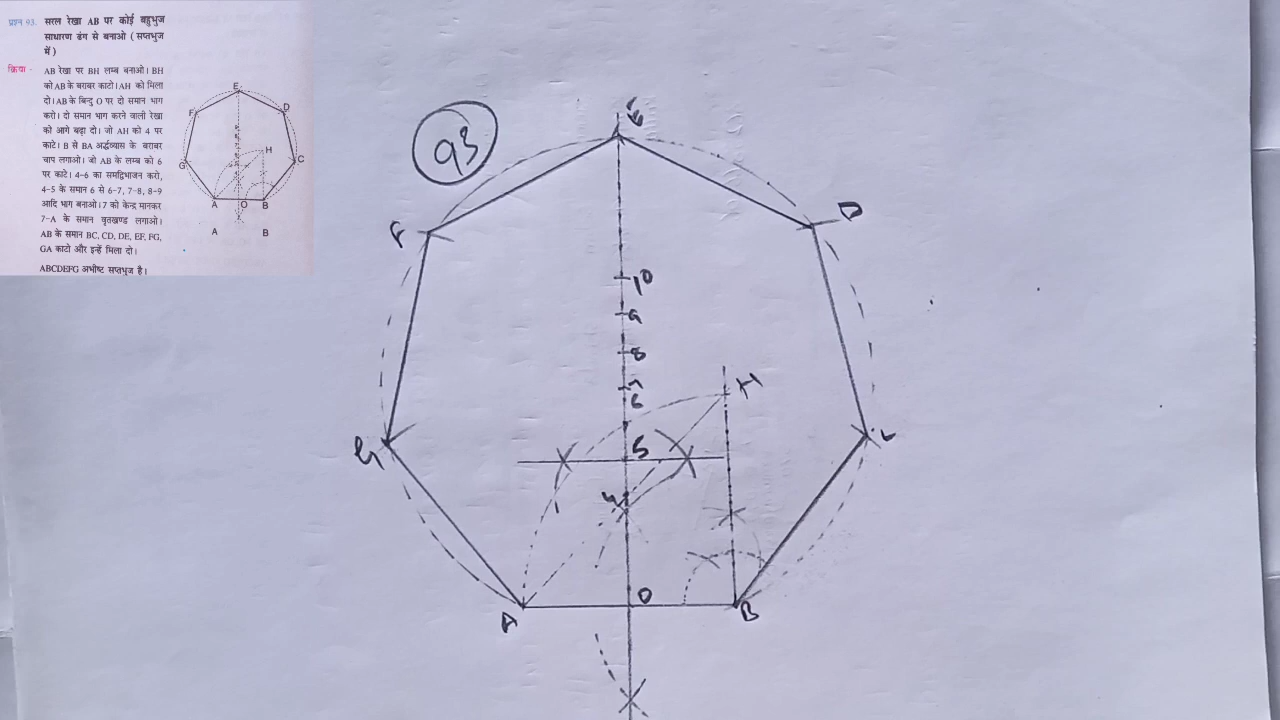 प्रश्न 93. सरल रेखा AB पर कोई बहुभुज
साधारण ढंग से बनाओ ( सप्तभुज
में )
क्रिया - AB रेखा पर BH लम्ब बनाओ। BH
को AB के बराबर काटो। AH को मिला
दो। AB के बिन्दु O पर दो समान भाग
करो। दो समान भाग करने वाली रेखा
को आगे बढ़ा दो। जो AH को 4 पर
काटे। B से BA अर्द्धव्यास के बराबर
चाप लगाओ। जो AB के लम्ब को 6
पर काटे। 4-6 का समद्विभाजन करो,
4-5 के समान 6 से 6-7, 7-8, 8-9
आदि भाग बनाओ। 7 को केन्द्र मानकर
7-A के समान वृतखण्ड लगाओ।
AB के समान BC, CD, DE, EF, FG,
GA काटो और इन्हें मिला दो।
ABCDEFG अभीष्ट सप्तभुज है।
E
F
D
H
G
C
A
O
B
A
B
93
E
F
D
10
9
8
7
6
H
5
G
C
4
O
A
B